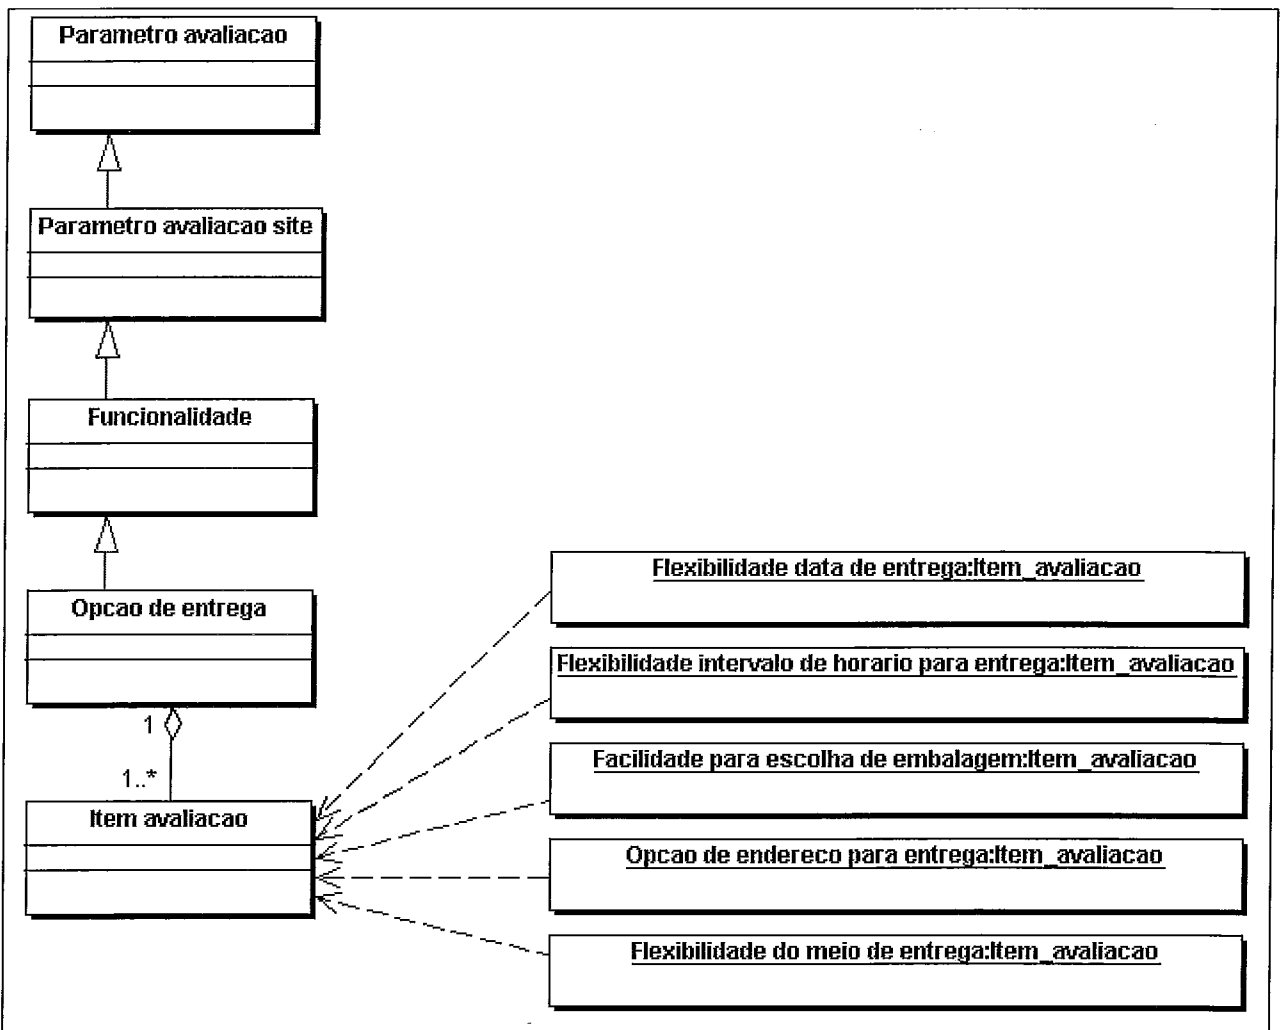 Parametro avaliacao
Parametro avaliacao site
Funcionalidade
Opcao de entrega
1
1..*
Item avaliacao
Flexibilidade data de entrega:Item_avaliacao
Flexibilidade intervalo de horario para entrega:Item_avaliacao
Facilidade para escolha de embalagem:Item_avaliacao
Opcao de endereco para entrega:Item_avaliacao
Flexibilidade do meio de entrega:Item_avaliacao